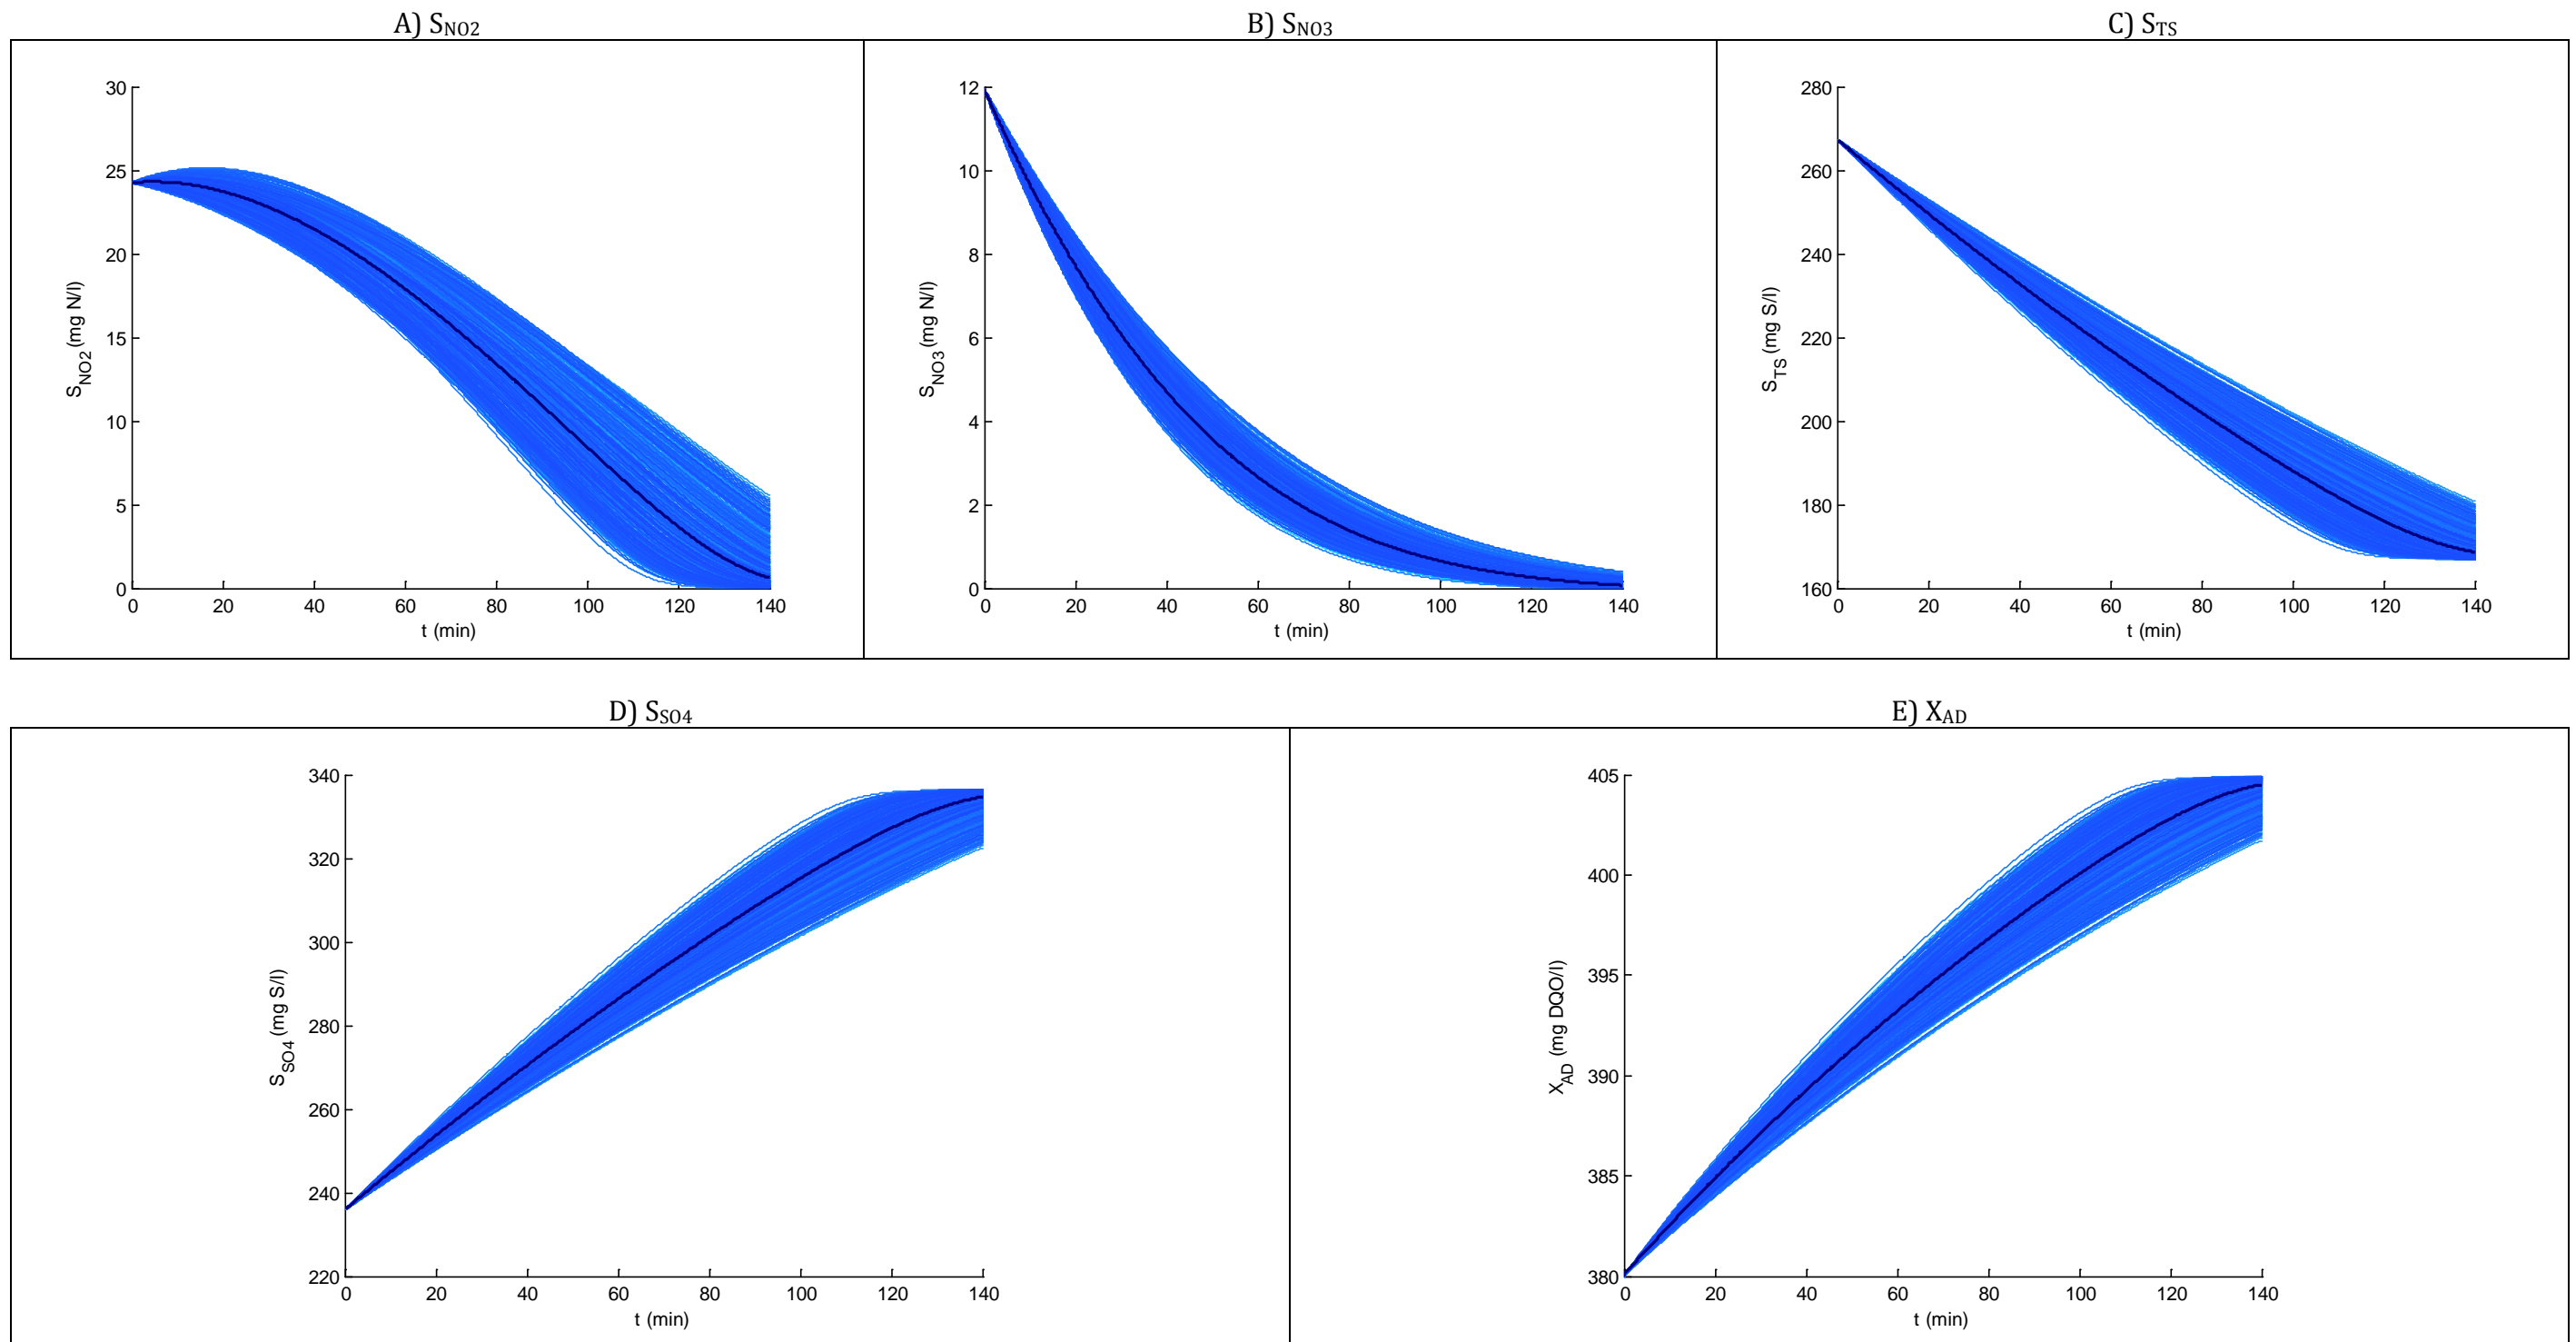 A) SNO2
B) SNO3
C) STS
30
25
20
15
10
5
0
0 20 40 60 80 100 120 140
SNO2 (mg N/l)
t (min)
12
10
8
6
4
2
0
0 20 40 60 80 100 120 140
SNO3 (mg N/l)
t (min)
280
260
240
220
200
180
160
0 20 40 60 80 100 120 140
STS (mg S/l)
t (min)
D) SSO4
E) XAD
340
320
300
280
260
240
220
0 20 40 60 80 100 120 140
SSO4 (mg S/l)
t (min)
405
400
395
390
385
380
0 20 40 60 80 100 120 140
XAD (mg DQO/l)
t (min)